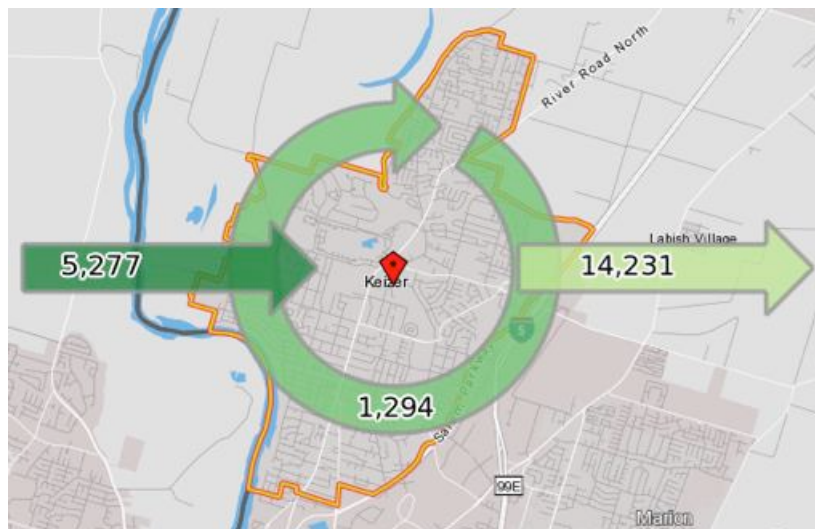 River Road North
Labish Village
5,277
14,231
Keizer
5
1,294
99E
Marion